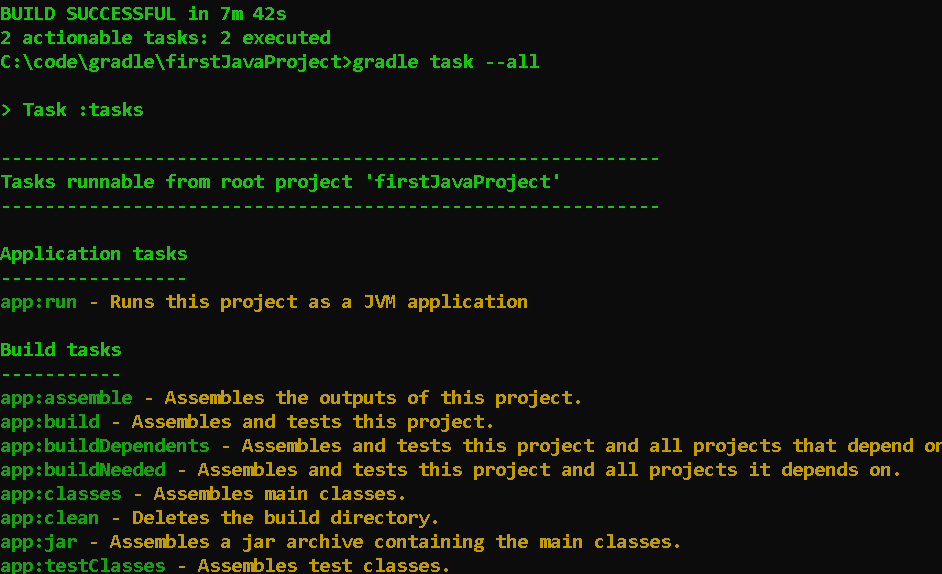 BUILD SUCCESSFUL in 7m 42s
2 actionable tasks: 2 executed
C:\code\gradle\firstJavaProject>gradle task --all
> Task :tasks
------------------------------------------------------------
Tasks runnable from root project 'firstJavaProject'
------------------------------------------------------------
Application tasks
-----------------
app:run - Runs this project as a JVM application
Build tasks
-----------
app:assemble - Assembles the outputs of this project.
app:build - Assembles and tests this project.
app:buildDependents - Assembles and tests this project and all projects that depend on
app:buildNeeded - Assembles and tests this project and all projects it depends on.
app:classes - Assembles main classes.
app:clean - Deletes the build directory.
app:jar - Assembles a jar archive containing the main classes.
app:testClasses - Assembles test classes.